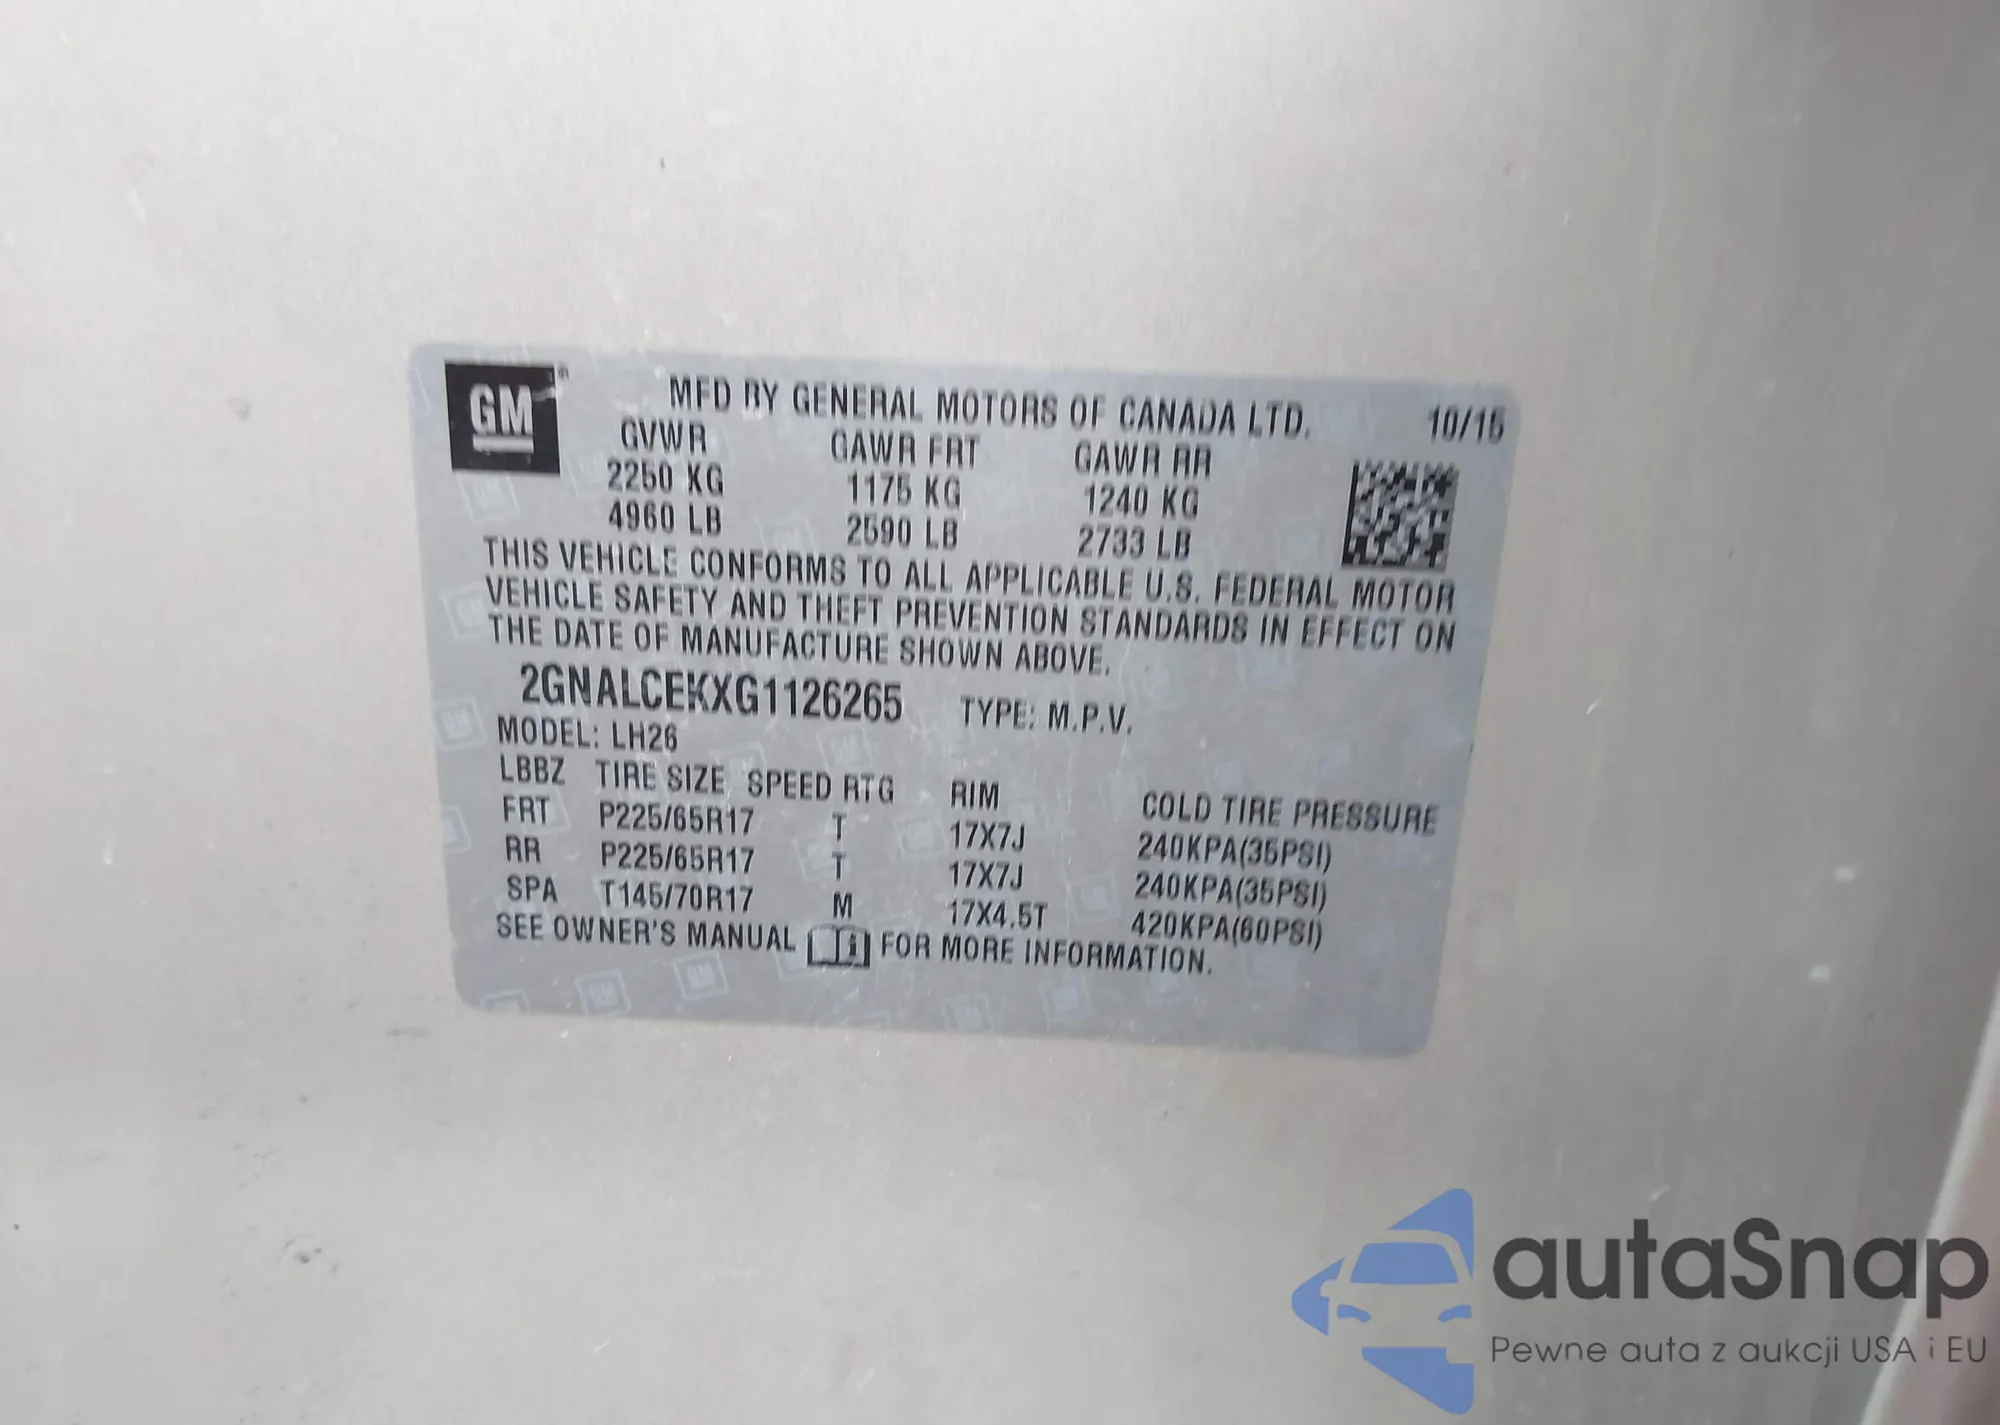 GM
MFD BY GENERAL MOTORS OF CANADA LTD. 10/15
GVWR GAWR FRT GAWR RR
2250 KG 1175 KG 1240 KG
4960 LB 2590 LB 2733 LB
THIS VEHICLE CONFORMS TO ALL APPLICABLE U.S. FEDERAL MOTOR
VEHICLE SAFETY AND THEFT PREVENTION STANDARDS IN EFFECT ON
THE DATE OF MANUFACTURE SHOWN ABOVE.
2GNALCEKXG1126265 TYPE: M.P.V.
MODEL: LH26
LBBZ TIRE SIZE SPEED RTG RIM COLD TIRE PRESSURE
FRT P225/65R17 T 17X7J 240KPA(35PSI)
RR P225/65R17 T 17X7J 240KPA(35PSI)
SPA T145/70R17 M 17X4.5T 420KPA(60PSI)
SEE OWNER'S MANUAL FOR MORE INFORMATION.
autaSnap
Pewne auta z aukcji USA i EU